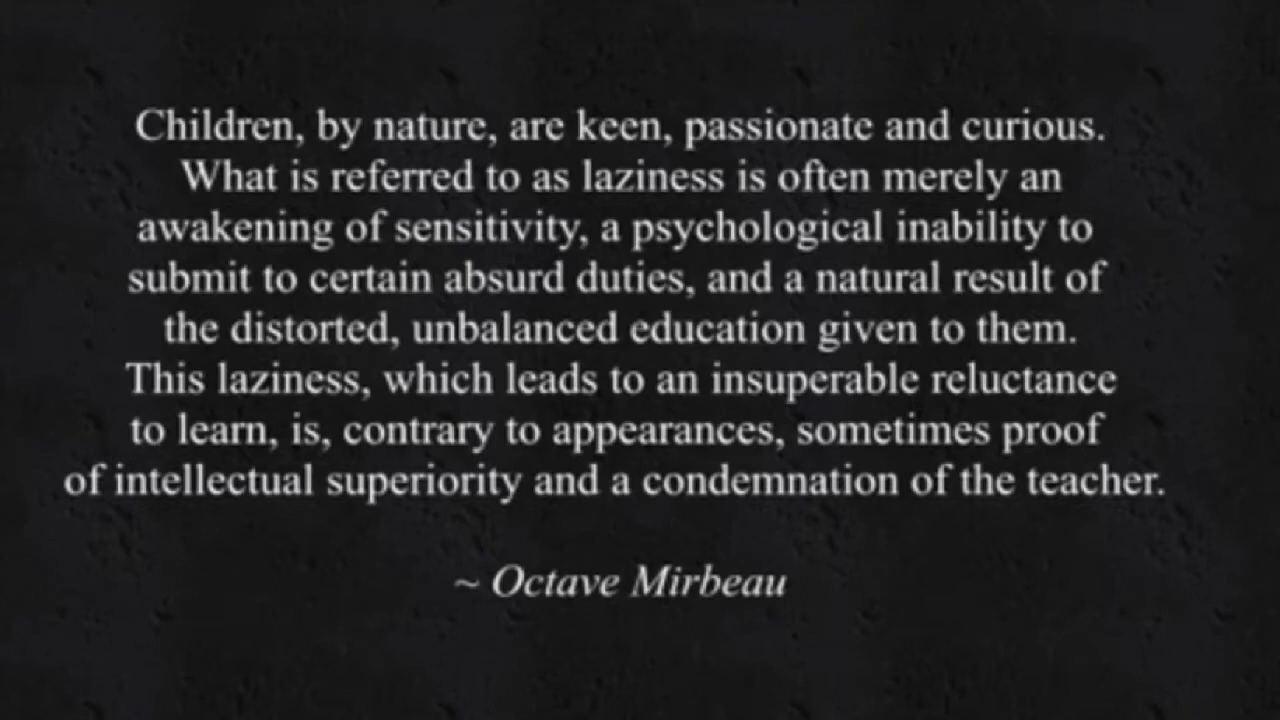 Children, by nature, are keen, passionate and curious.
What is referred to as laziness is often merely an
awakening of sensitivity, a psychological inability to
submit to certain absurd duties, and a natural result of
the distorted, unbalanced education given to them.
This laziness, which leads to an insuperable reluctance
to learn, is, contrary to appearances, sometimes proof
of intellectual superiority and a condemnation of the teacher.
~ Octave Mirbeau